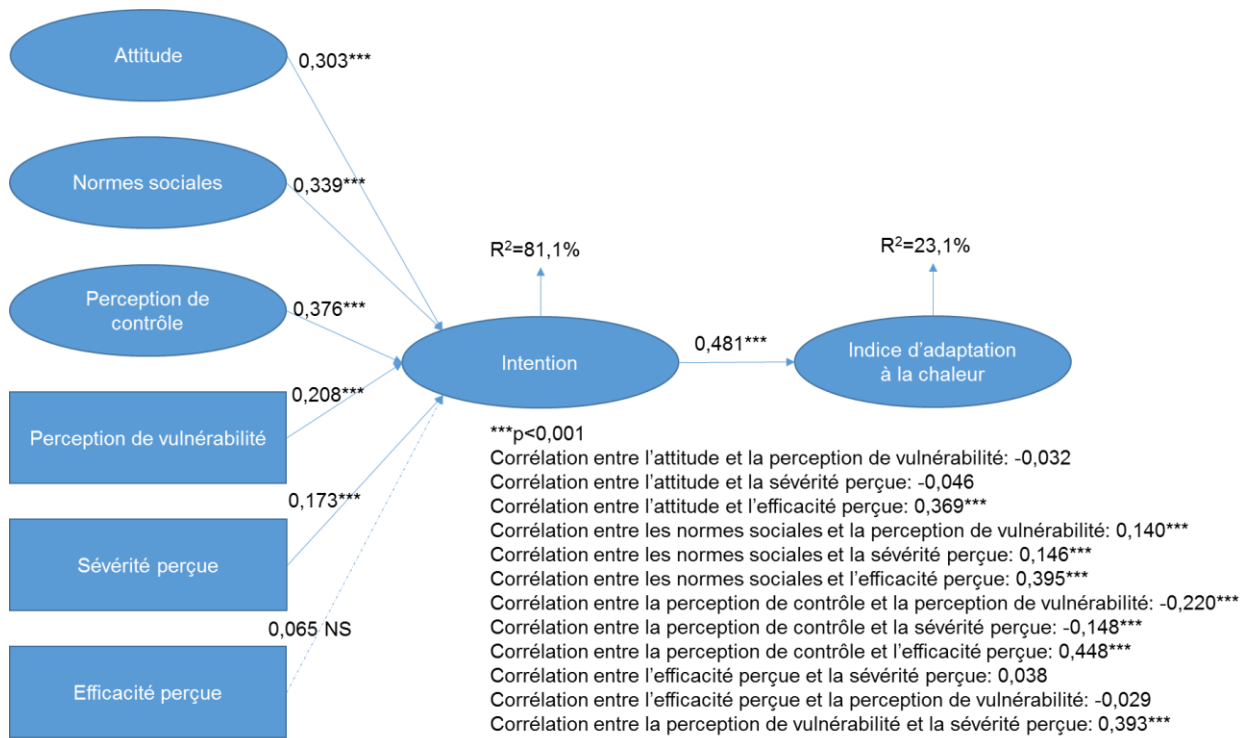 Attitude
0,303***
Normes sociales
0,339***
R²=81,1%
R²=23,1%
Perception de
contrôle
0,376***
Intention
0,481***
Indice d'adaptation
à la chaleur
0,208***
Perception de vulnérabilité
0,173***
Sévérité perçue
0,065 NS
Efficacité perçue
***p<0,001
Corrélation entre l'attitude et la perception de vulnérabilité: -0,032
Corrélation entre l'attitude et la sévérité perçue: -0,046
Corrélation entre l'attitude et l'efficacité perçue: 0,369***
Corrélation entre les normes sociales et la perception de vulnérabilité: 0,140***
Corrélation entre les normes sociales et la sévérité perçue: 0,146***
Corrélation entre les normes sociales et l'efficacité perçue: 0,395***
Corrélation entre la perception de contrôle et la perception de vulnérabilité: -0,220***
Corrélation entre la perception de contrôle et la sévérité perçue: -0,148***
Corrélation entre la perception de contrôle et l'efficacité perçue: 0,448***
Corrélation entre l'efficacité perçue et la sévérité perçue: 0,038
Corrélation entre l'efficacité perçue et la perception de vulnérabilité: -0,029
Corrélation entre la perception de vulnérabilité et la sévérité perçue: 0,393***